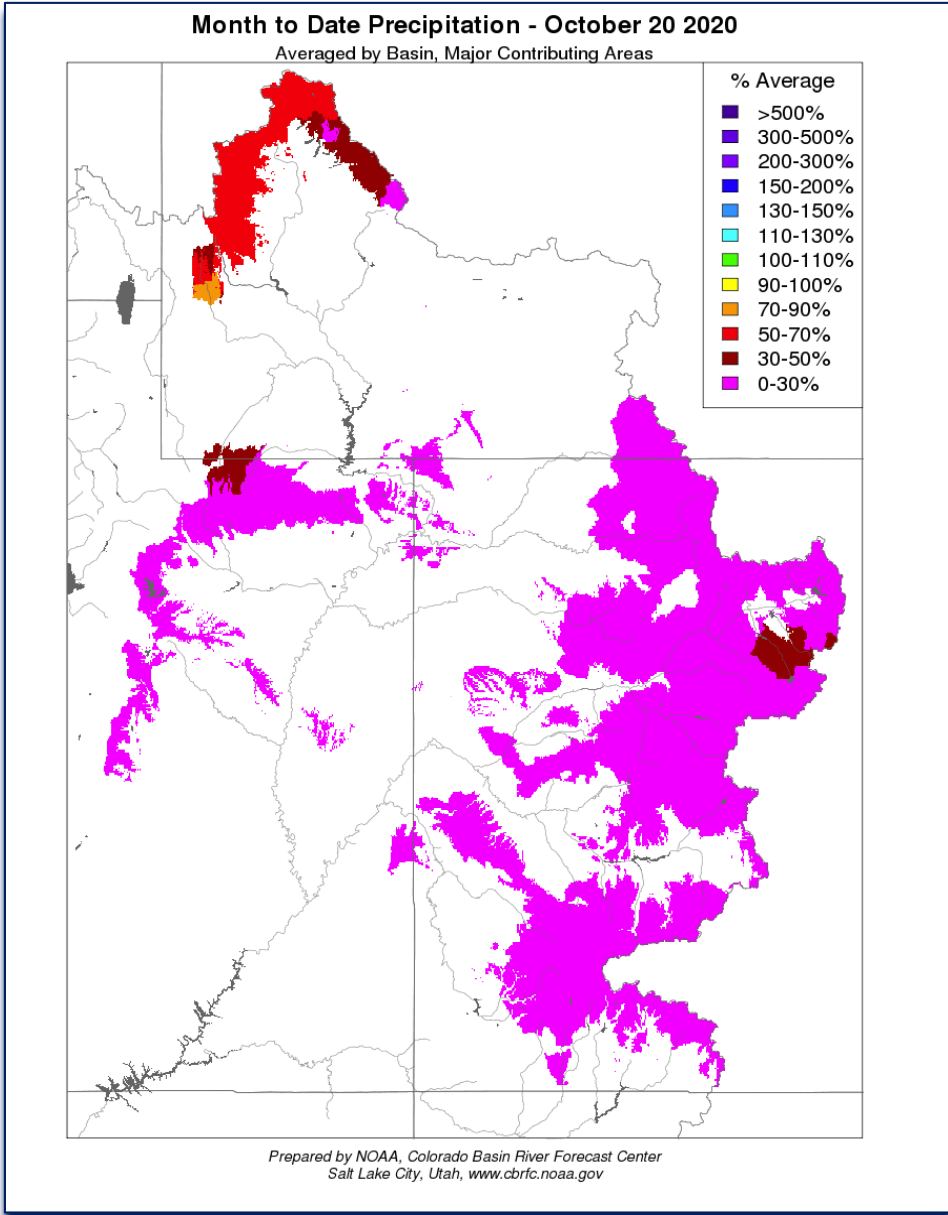 Month to Date Precipitation - October 20 2020
Averaged by Basin, Major Contributing Areas
% Average
>500%
300-500%
200-300%
150-200%
130-150%
110-130%
100-110%
90-100%
70-90%
50-70%
30-50%
0-30%
Prepared by NOAA, Colorado Basin River Forecast Center
Salt Lake City, Utah, www.cbrfc.noaa.gov